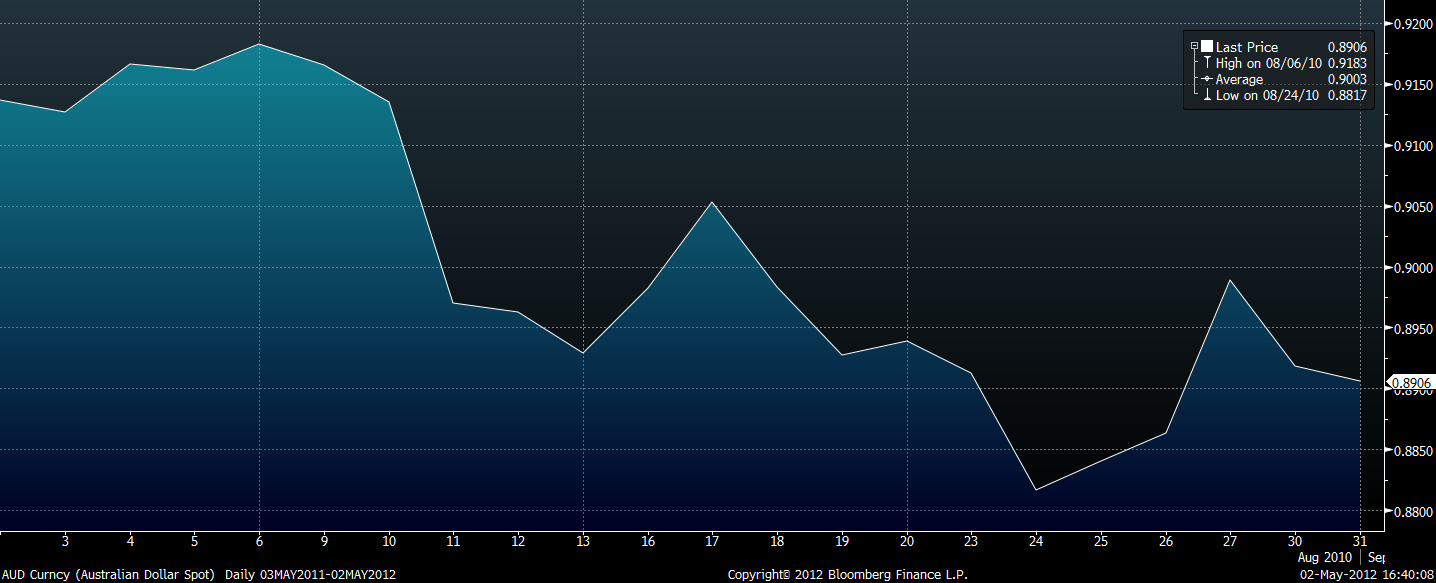 0.9200
Last Price 0.8906
High on 08/06/10 0.9183
Average 0.9003
Low on 08/24/10 0.8817
0.9150
0.9100
0.9050
0.9000
0.8950
0.8906
0.8900
0.8850
0.8800
3 4 5 6 9 10 11 12 13 16 17 18 19 20 23 24 25 26 27 30 31
Aug 2010 Sep
AUD Curncy (Australian Dollar Spot) Daily 03MAY2011-02MAY2012 Copyright© 2012 Bloomberg Finance L.P. 02-May-2012 16:40:08